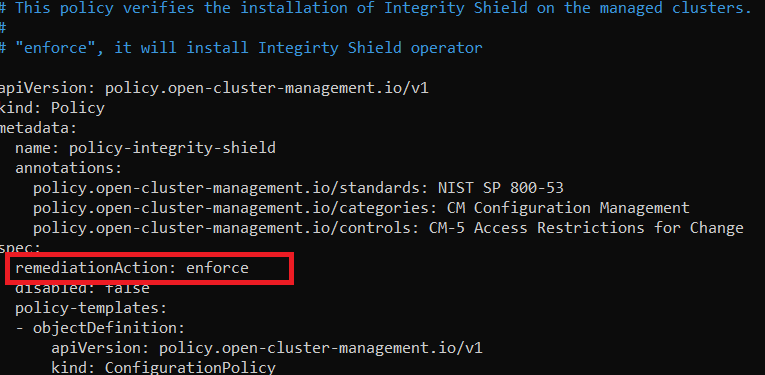 # This policy verifies the installation of Integrity Shield on the managed clusters.
#
# "enforce", it will install Integirty Shield operator
apiVersion: policy.open-cluster-management.io/v1
kind: Policy
metadata:
  name: policy-integrity-shield
  annotations:
    policy.open-cluster-management.io/standards: NIST SP 800-53
    policy.open-cluster-management.io/categories: CM Configuration Management
    policy.open-cluster-management.io/controls: CM-5 Access Restrictions for Change
spec:
  remediationAction: enforce
  disabled: false
  policy-templates:
  - objectDefinition:
      apiVersion: policy.open-cluster-management.io/v1
      kind: ConfigurationPolicy